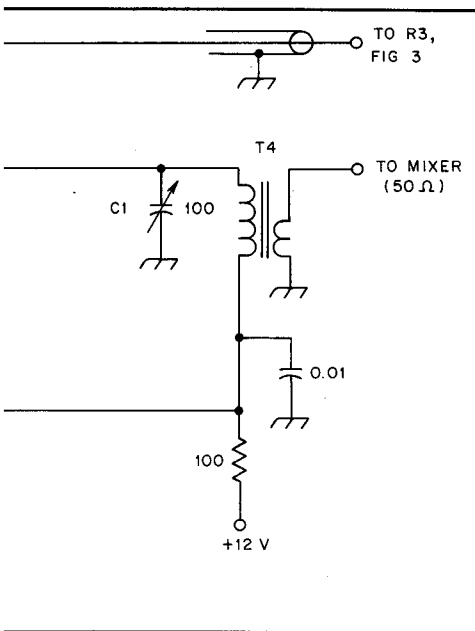 TO R3,
FIG 3
T4
TO MIXER
(50 Ω)
C1
100
0.01
100
+12 V